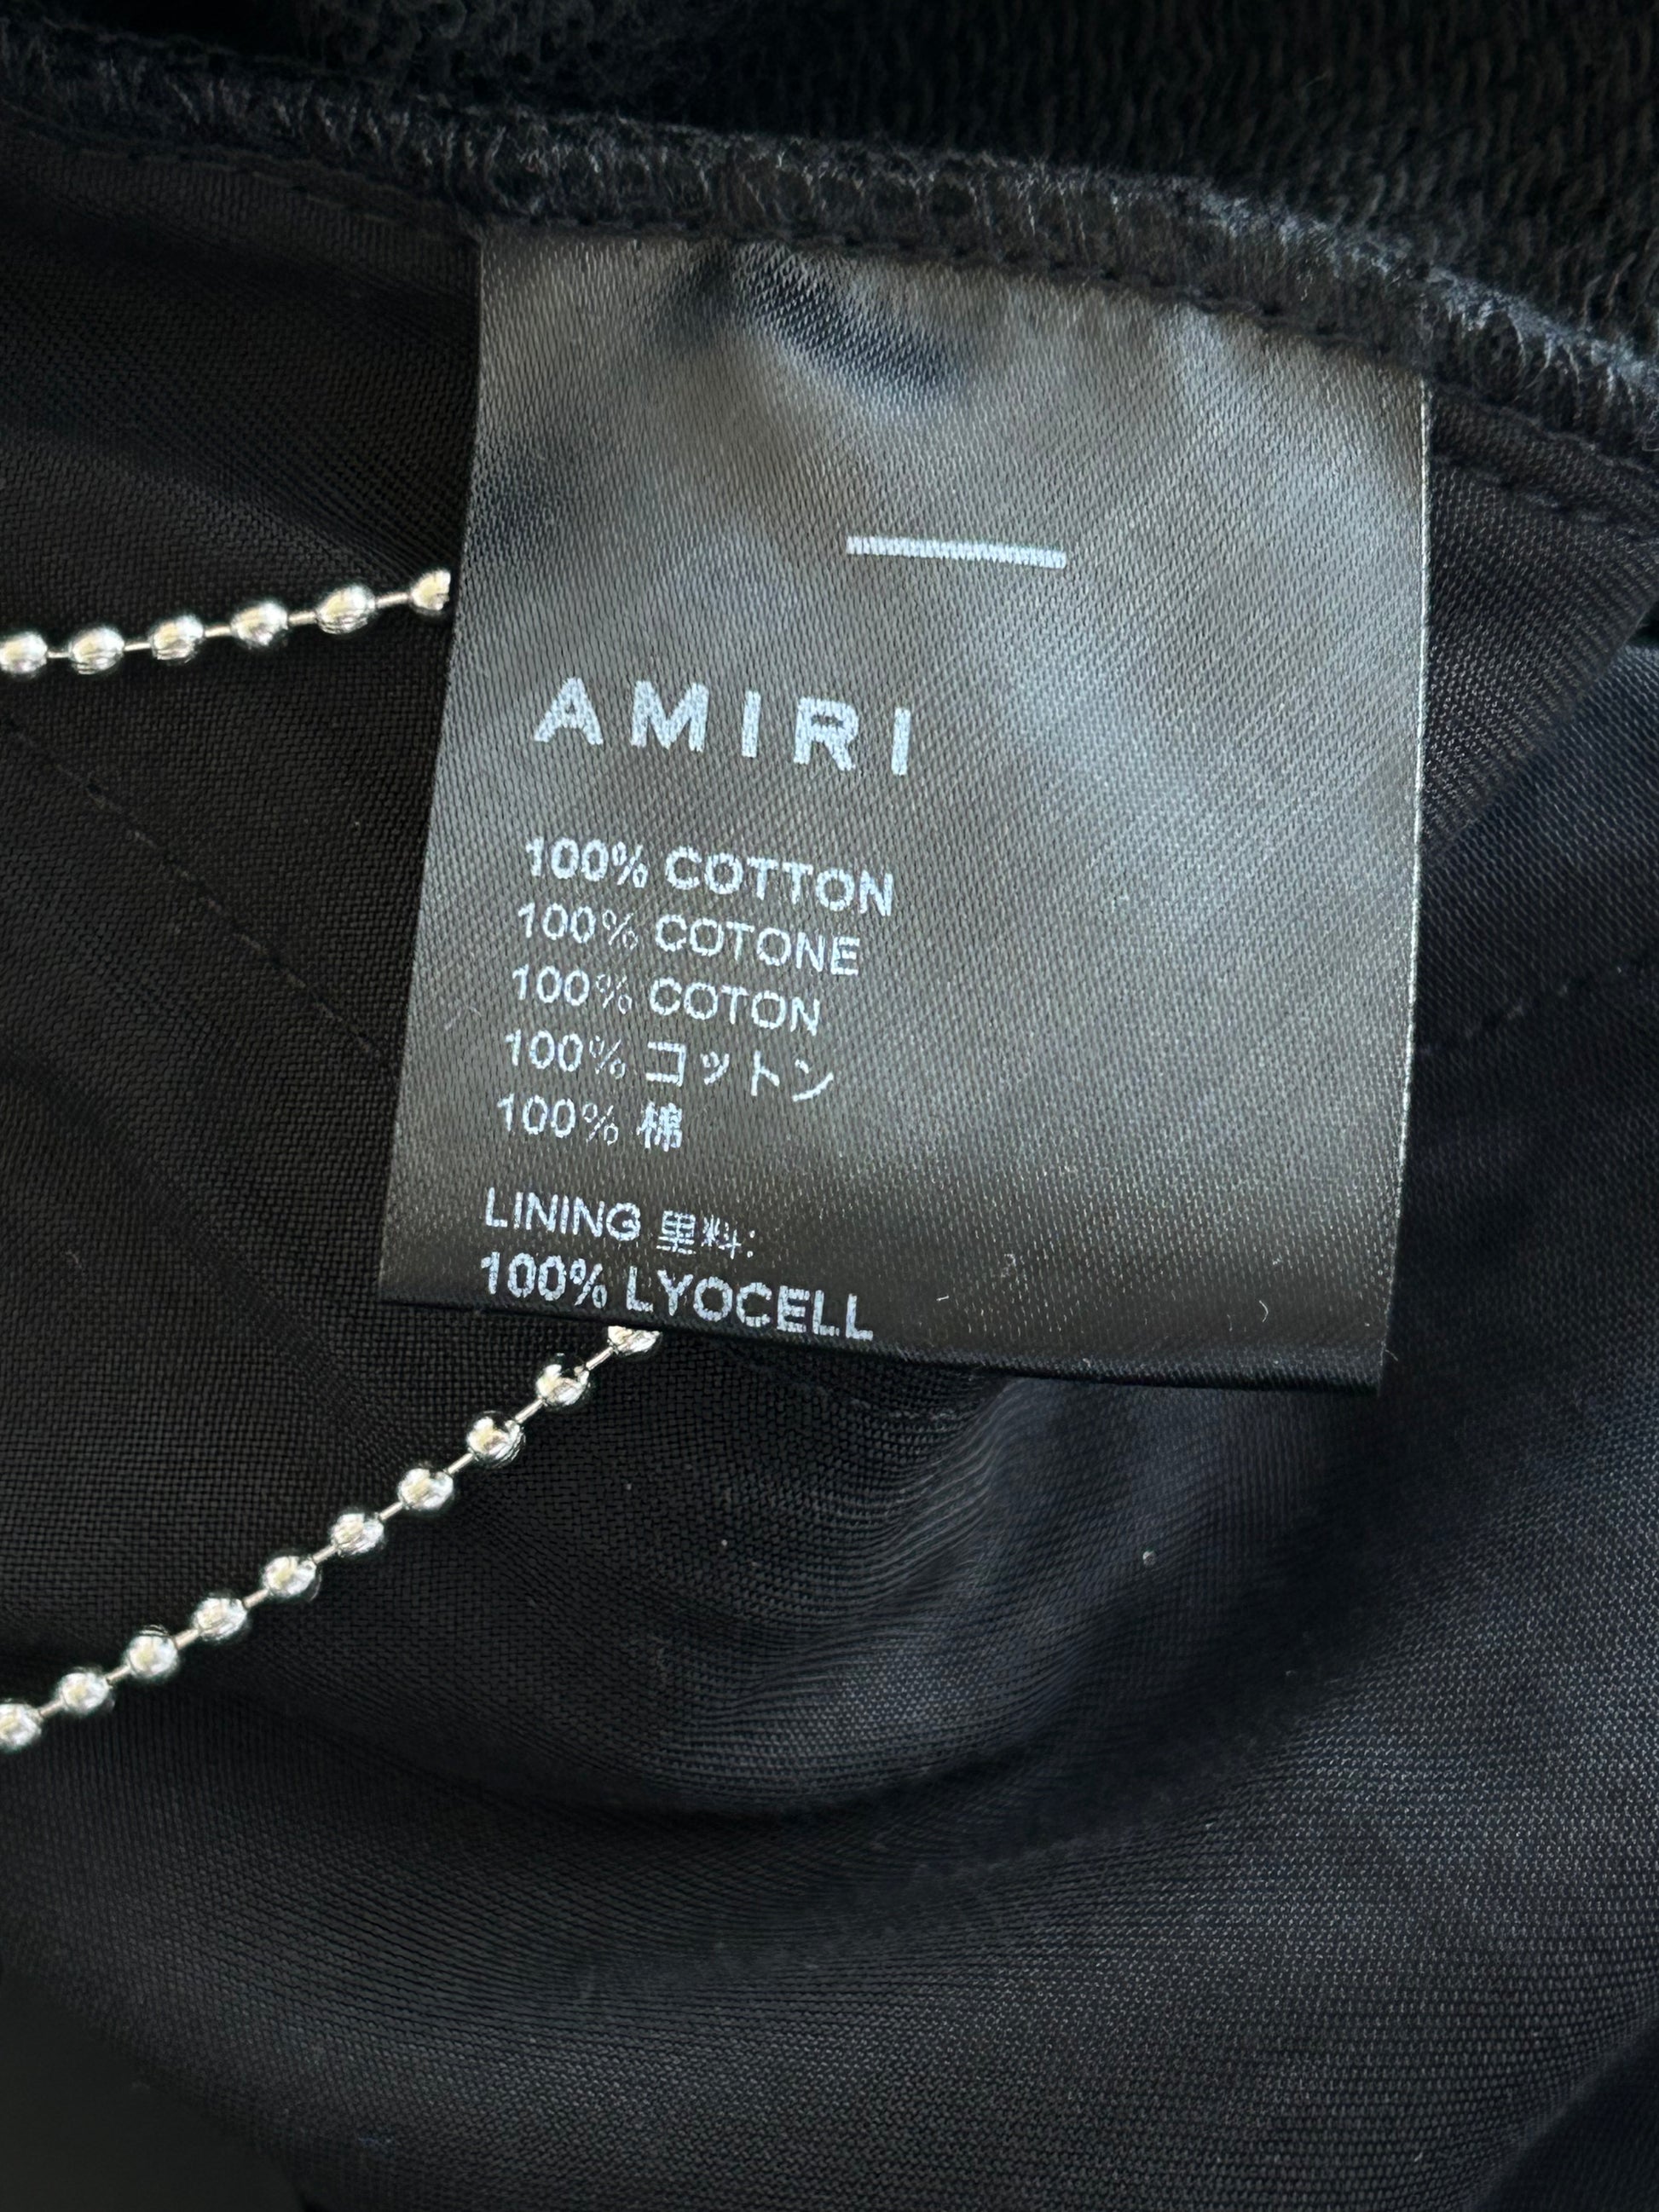 AMIRI
100% COTTON
100% COTONE
100% COTON
100% コットン
100% 棉
LINING 里料:
100% LYOCELL